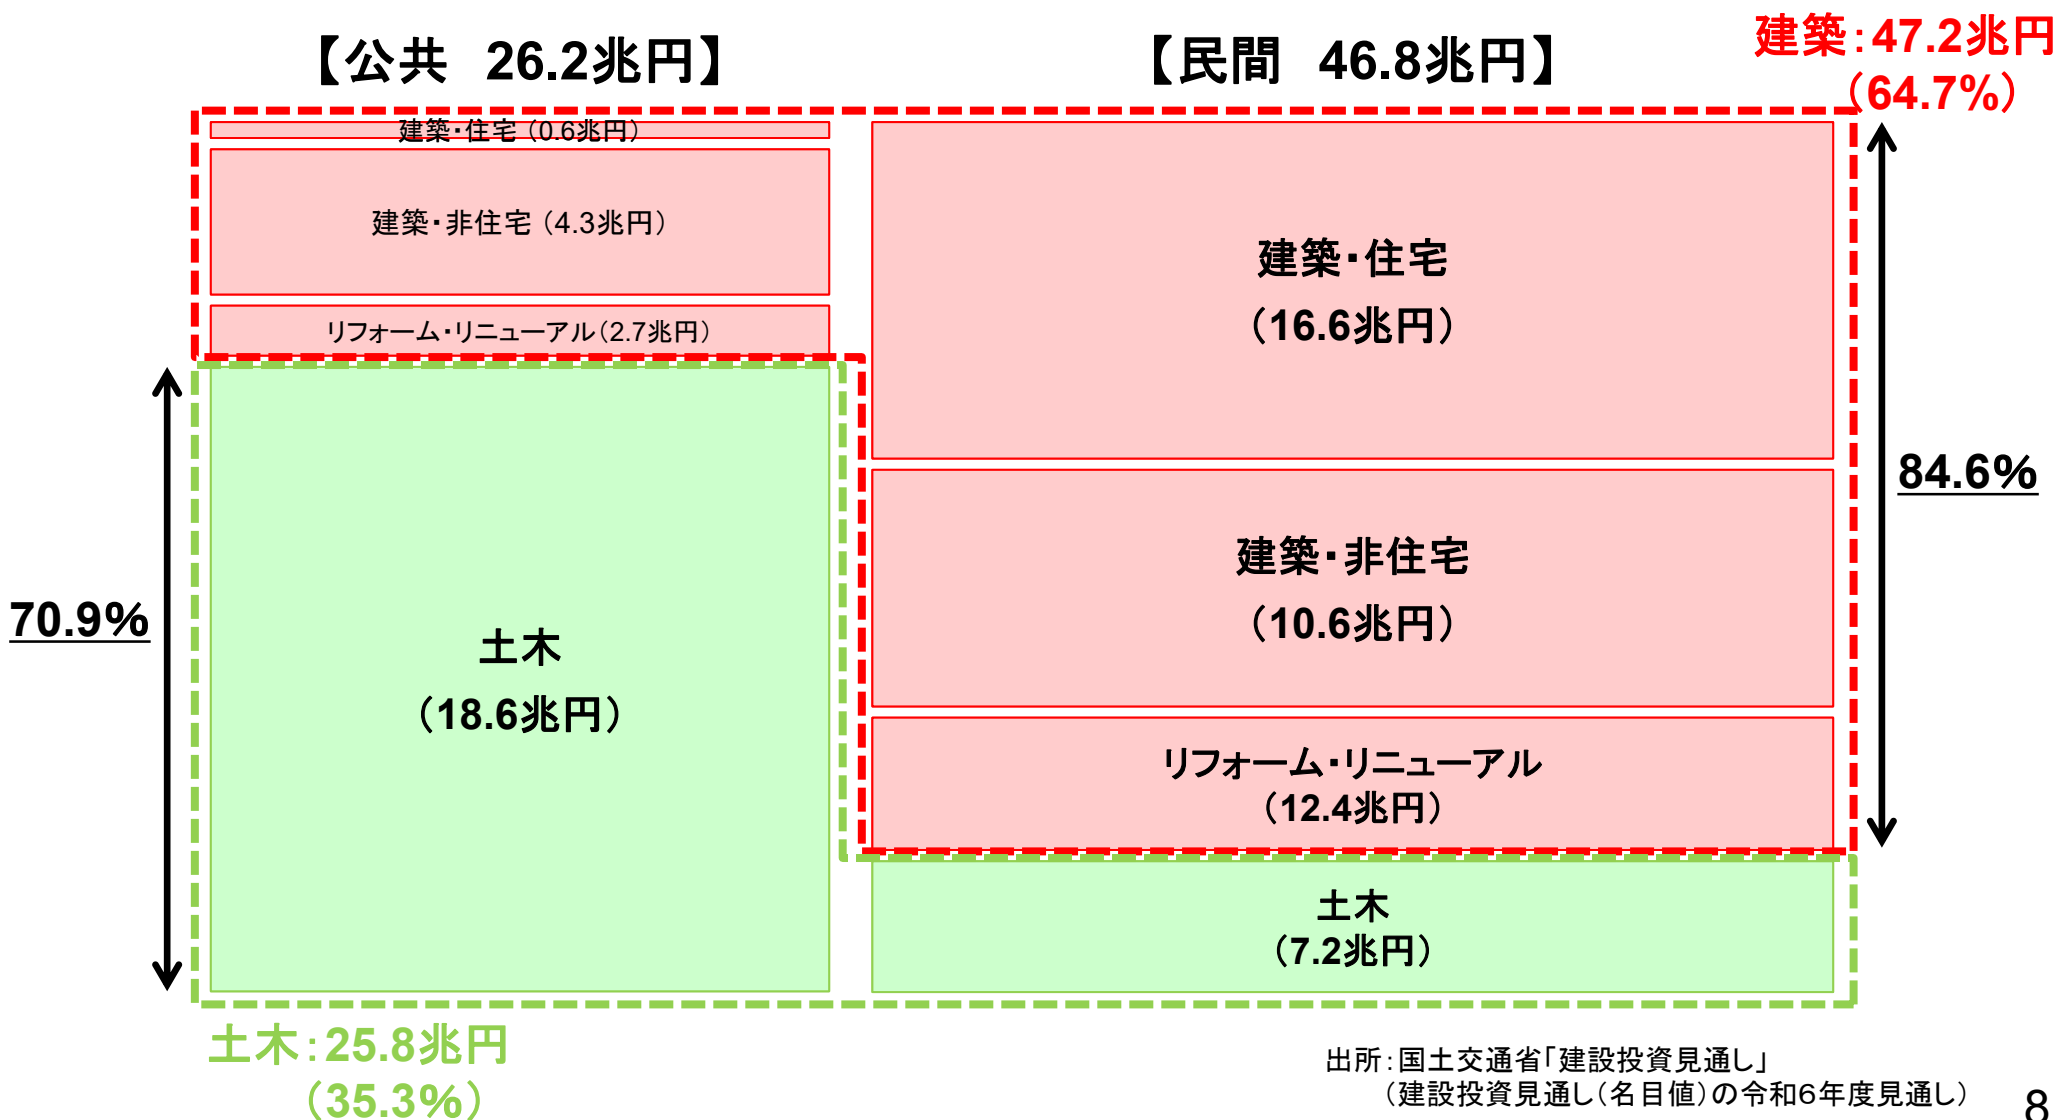 【公共　26.2兆円】
【民間　46.8兆円】
建築：47.2兆円
（64.7％）
建築・住宅（0.6兆円）
建築・非住宅（4.3兆円）
リフォーム・リニューアル（2.7兆円）
70.9%
土木
（18.6兆円）
建築・住宅
（16.6兆円）
建築・非住宅
（10.6兆円）
リフォーム・リニューアル
（12.4兆円）
土木
（7.2兆円）
84.6%
土木：25.8兆円
（35.3％）
出所：国土交通省「建設投資見通し」
（建設投資見通し（名目値）の令和６年度見通し）
8